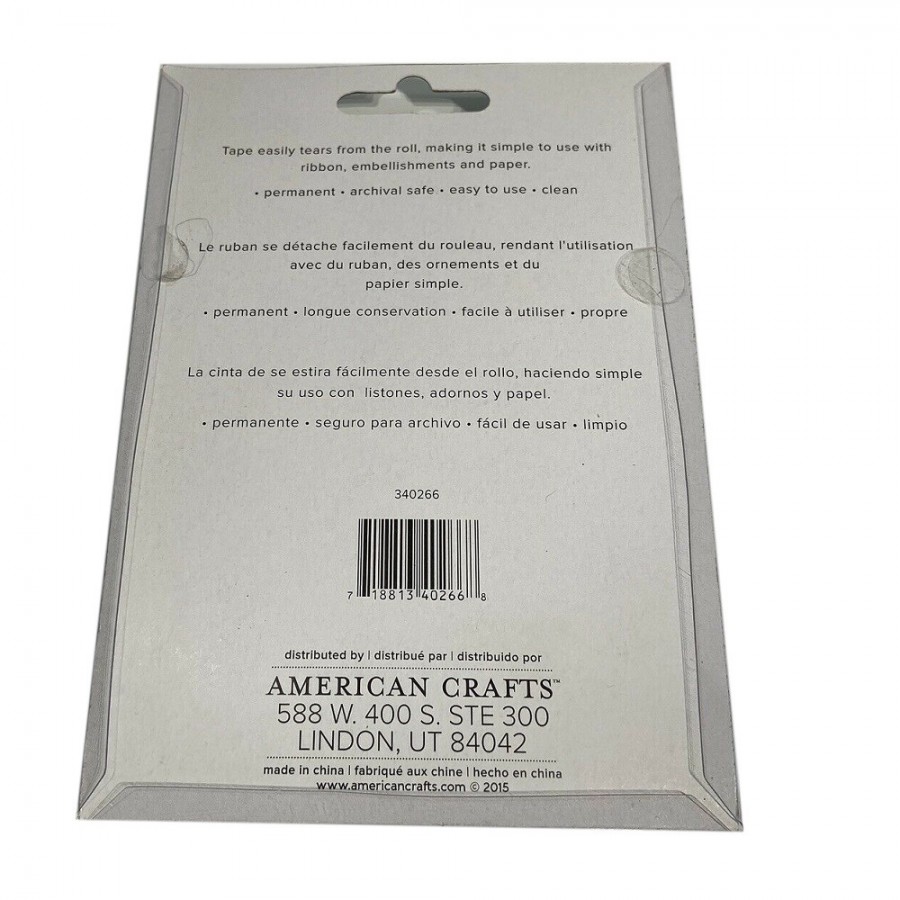 Tape easily tears from the roll, making it simple to use with
ribbon, embellishments and paper.
• permanent • archival safe • easy to use • clean
Le ruban se détache facilement du rouleau, rendant l'utilisation
avec du ruban, des ornements et du
papier simple.
• permanent • longue conservation • facile à utiliser • propre
La cinta de se estira fácilmente desde el rollo, haciendo simple
su uso con listones, adornos y papel.
• permanente • seguro para archivo • fácil de usar • limpio
340266
7 18813 40266 8
distributed by | distribué par | distribuido por
AMERICAN CRAFTS™
588 W. 400 S. STE 300
LINDON, UT 84042
made in china | fabriqué aux chine | hecho en china
www.americancrafts.com © 2015